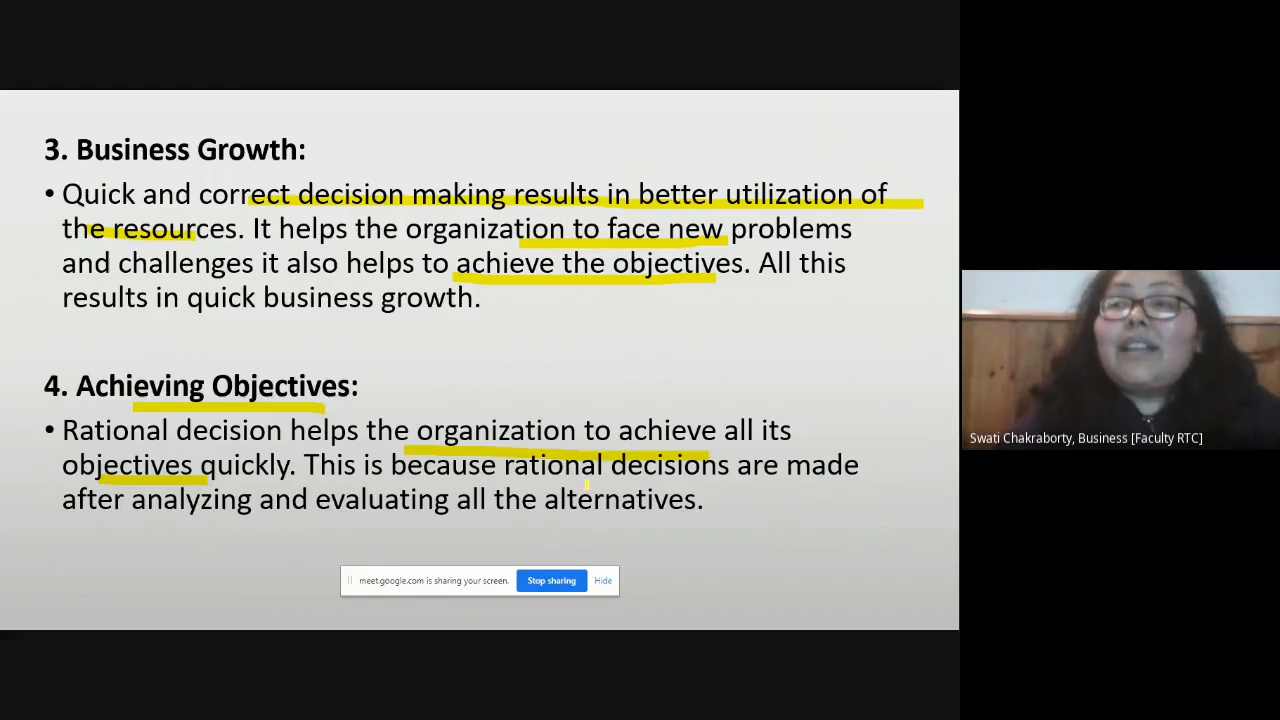 3. Business Growth:
• Quick and correct decision making results in better utilization of
the resources. It helps the organization to face new problems
and challenges it also helps to achieve the objectives. All this
results in quick business growth.
4. Achieving Objectives:
• Rational decision helps the organization to achieve all its
objectives quickly. This is because rational decisions are made
after analyzing and evaluating all the alternatives.
meet.google.com is sharing your screen. Stop sharing Hide
Swati Chakraborty, Business [Faculty RTC]